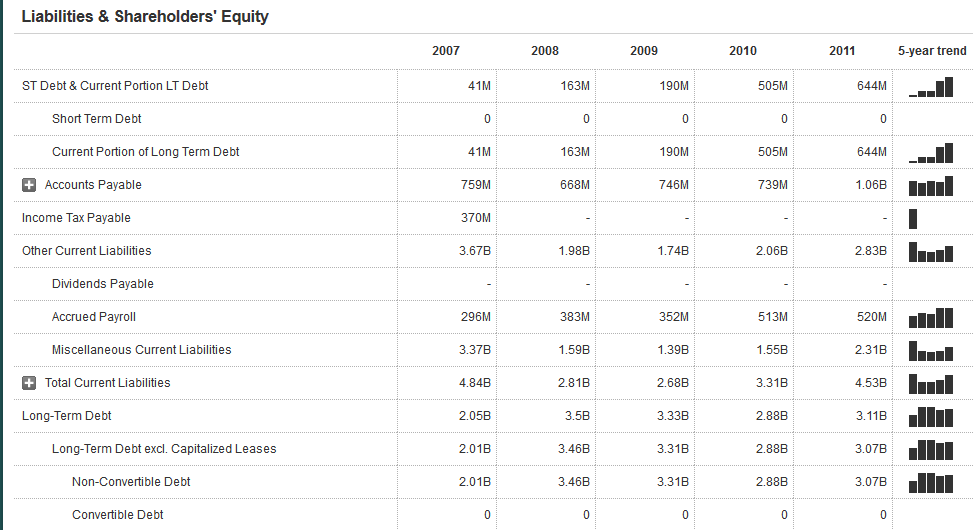 Liabilities & Shareholders' Equity
2007 2008 2009 2010 2011 5-year trend
ST Debt & Current Portion LT Debt 41M 163M 190M 505M 644M
Short Term Debt 0 0 0 0 0
Current Portion of Long Term Debt 41M 163M 190M 505M 644M
Accounts Payable 759M 668M 746M 739M 1.06B
Income Tax Payable 370M - - - -
Other Current Liabilities 3.67B 1.98B 1.74B 2.06B 2.83B
Dividends Payable - - - - -
Accrued Payroll 296M 383M 352M 513M 520M
Miscellaneous Current Liabilities 3.37B 1.59B 1.39B 1.55B 2.31B
Total Current Liabilities 4.84B 2.81B 2.68B 3.31B 4.53B
Long-Term Debt 2.05B 3.5B 3.33B 2.88B 3.11B
Long-Term Debt excl. Capitalized Leases 2.01B 3.46B 3.31B 2.88B 3.07B
Non-Convertible Debt 2.01B 3.46B 3.31B 2.88B 3.07B
Convertible Debt 0 0 0 0 0